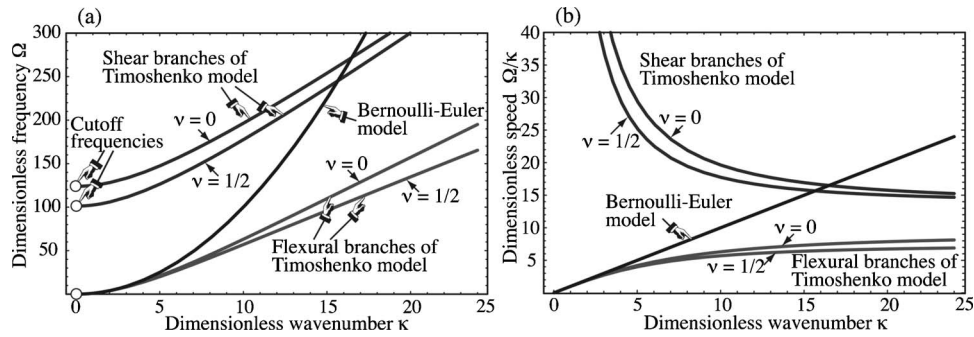 (a)
Dimensionless frequency Ω
300
250
200
150
100
50
0
Shear branches of
Timoshenko model
ν = 0
Cutoff
frequencies
ν = 1/2
Bernoulli-Euler
model
ν = 0
ν = 1/2
Flexural branches of
Timoshenko model
0
5
10
15
20
25
Dimensionless wavenumber κ
(b)
Dimensionless speed Ω/κ
40
35
30
25
20
15
10
5
Shear branches of
Timoshenko model
ν = 0
ν = 1/2
Bernoulli-Euler
model
ν = 0
ν = 1/2
Flexural branches of
Timoshenko model
0
5
10
15
20
25
Dimensionless wavenumber κ